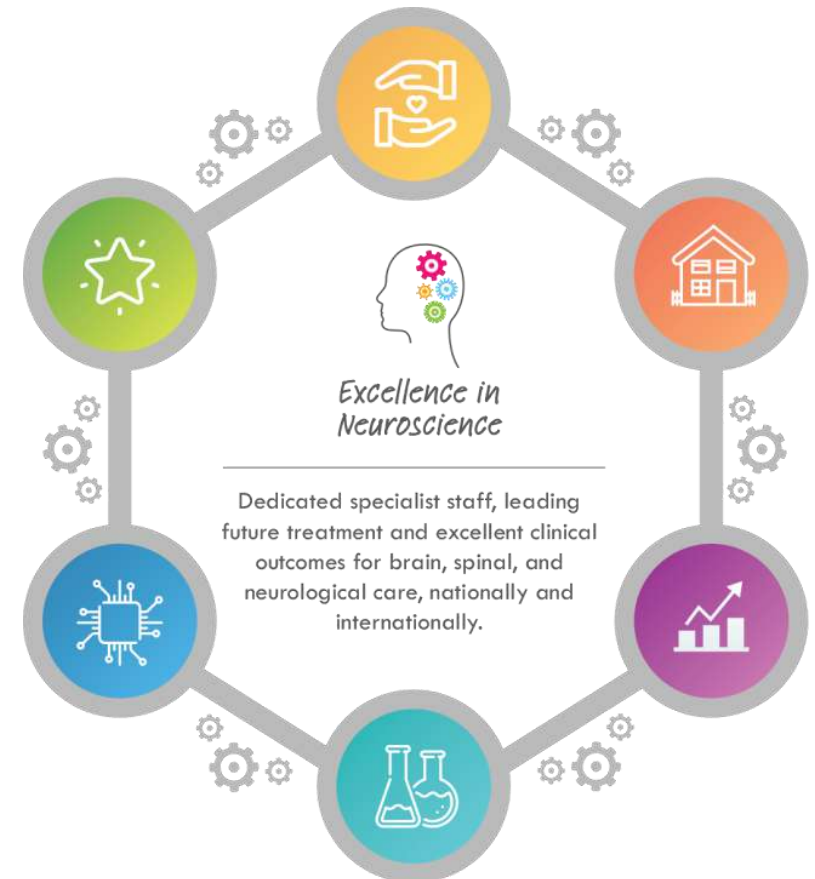 Excellence in
Neuroscience
Dedicated specialist staff, leading
future treatment and excellent clinical
outcomes for brain, spinal, and
neurological care, nationally and
internationally.